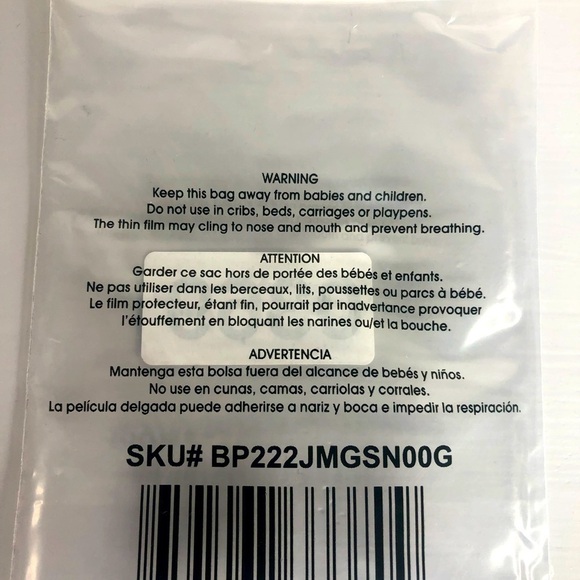 WARNING
Keep this bag away from babies and children.
Do not use in cribs, beds, carriages or playpens.
The thin film may cling to nose and mouth and prevent breathing.
ATTENTION
Garder ce sac hors de portée des bébés et enfants.
Ne pas utiliser dans les berceaux, lits, poussettes ou parcs à bébé.
Le film protecteur, étant fin, pourrait par inadvertance provoquer
l'étouffement en bloquant les narines ou/et la bouche.
ADVERTENCIA
Mantenga esta bolsa fuera del alcance de bebés y niños.
No use en cunas, camas, carriolas y corrales.
La película delgada puede adherirse a nariz y boca e impedir la respiración.
SKU# BP222JMGSN00G